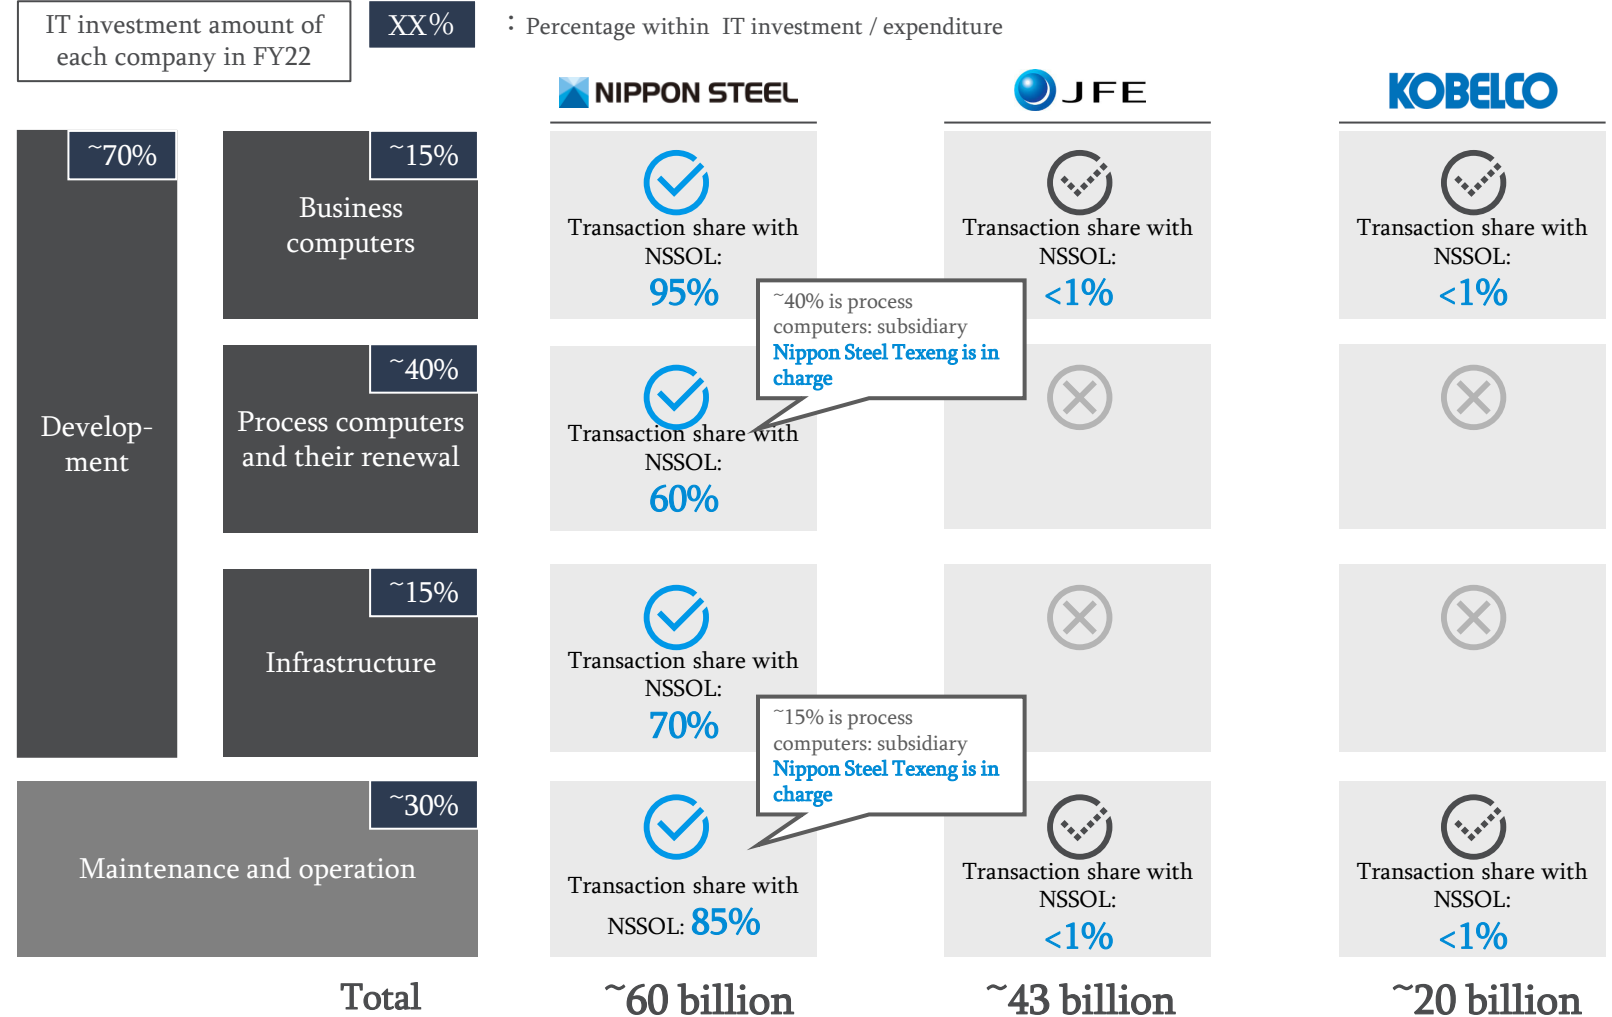 IT investment amount of
each company in FY22
XX%
: Percentage within IT investment / expenditure
NIPPON STEEL
JFE
KOBELCO
~70%
Develop-
ment
~15%
Business
computers
Transaction share with
NSSOL:
95%
Transaction share with
NSSOL:
<1%
Transaction share with
NSSOL:
<1%
~40% is process
computers: subsidiary
Nippon Steel Texeng is in
charge
~40%
Process computers
and their renewal
Transaction share with
NSSOL:
60%
~15%
Infrastructure
Transaction share with
NSSOL:
70%
~15% is process
computers: subsidiary
Nippon Steel Texeng is in
charge
~30%
Maintenance and operation
Transaction share with
NSSOL: 85%
Transaction share with
NSSOL:
<1%
Transaction share with
NSSOL:
<1%
Total
~60 billion
~43 billion
~20 billion